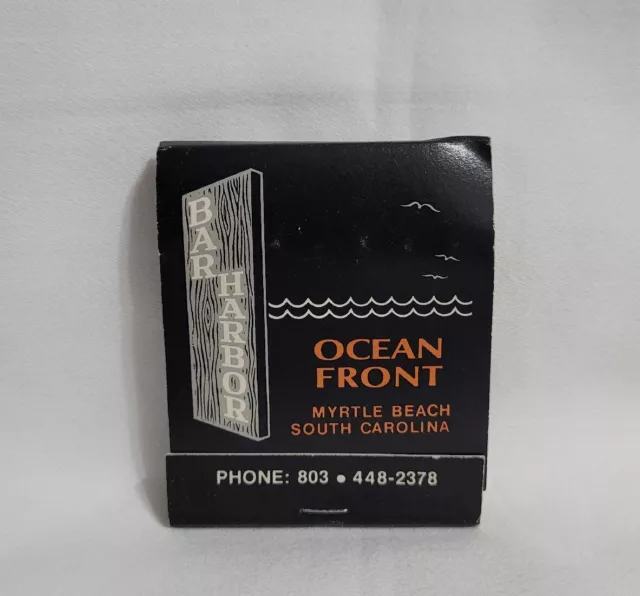 BAR
HARBOR
OCEAN
FRONT
MYRTLE BEACH
SOUTH CAROLINA
PHONE: 803 • 448-2378